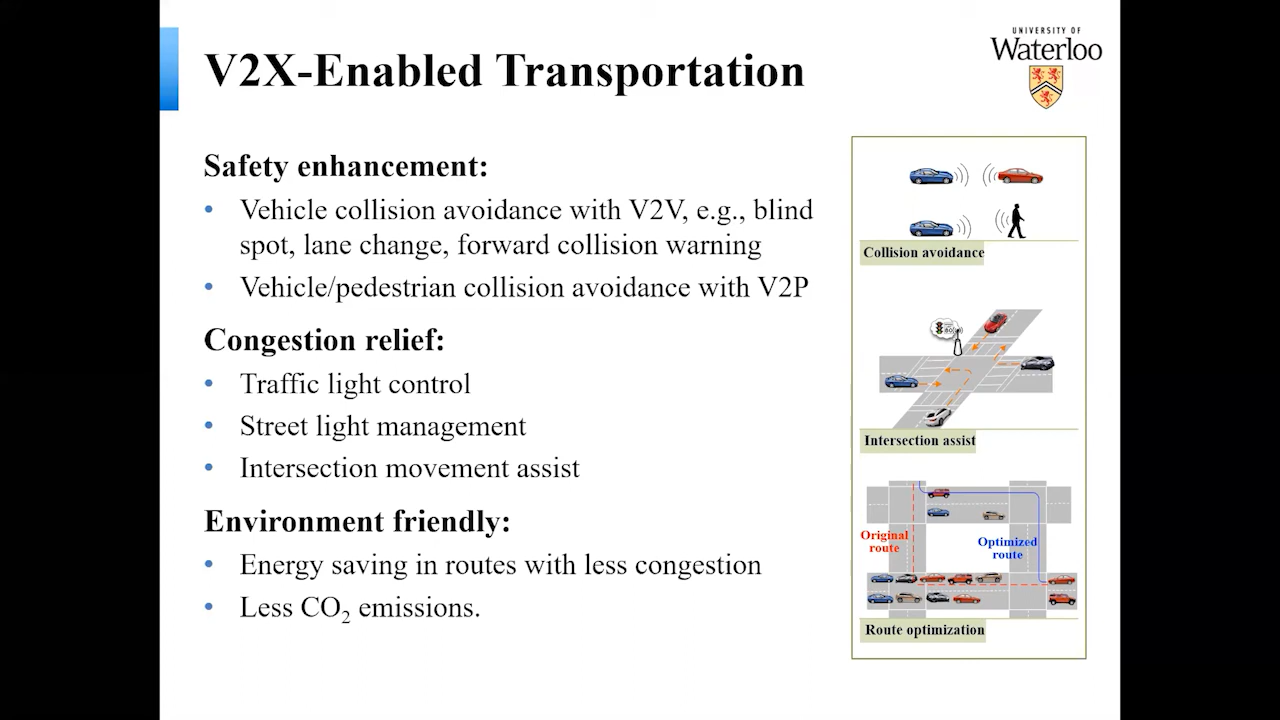 V2X-Enabled Transportation
UNIVERSITY OF
Waterloo
Safety enhancement:
• Vehicle collision avoidance with V2V, e.g., blind
spot, lane change, forward collision warning
• Vehicle/pedestrian collision avoidance with V2P
Congestion relief:
• Traffic light control
• Street light management
• Intersection movement assist
Environment friendly:
• Energy saving in routes with less congestion
• Less CO₂ emissions.
Collision avoidance
Intersection assist
Original
route
Optimized
route
Route optimization